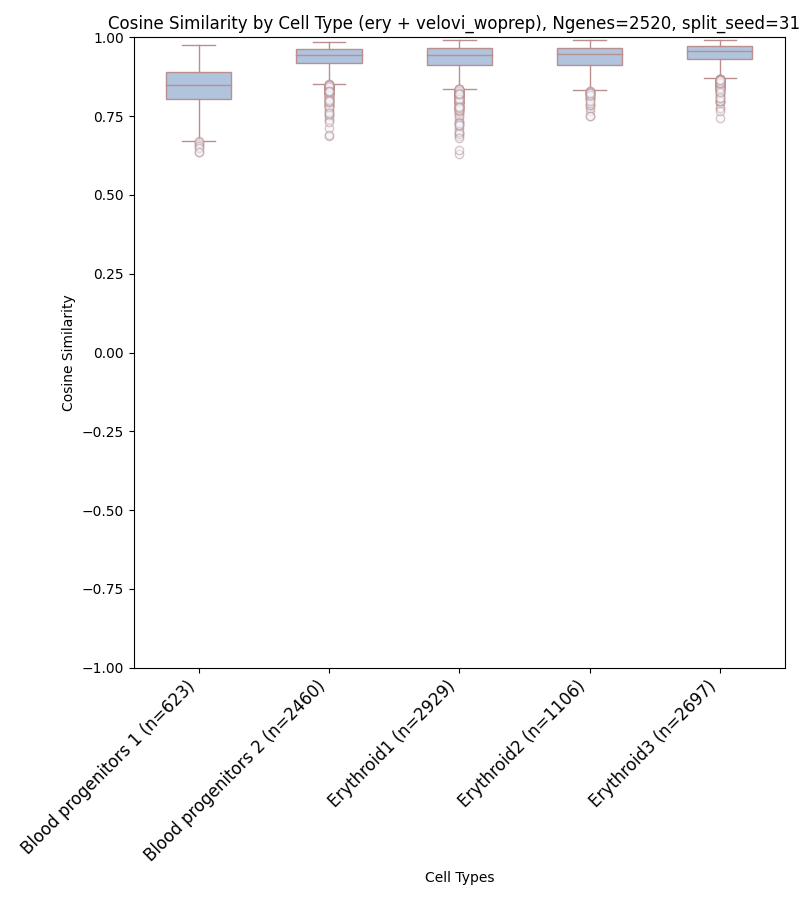 Cosine Similarity by Cell Type (ery + velovi_woprep), Ngenes=2520, split_seed=31
1.00
0.75
0.50
0.25
0.00
−0.25
−0.50
−0.75
−1.00
Cosine Similarity
Blood progenitors 1 (n=623)
Blood progenitors 2 (n=2460)
Erythroid1 (n=2929)
Erythroid2 (n=1106)
Erythroid3 (n=2697)
Cell Types